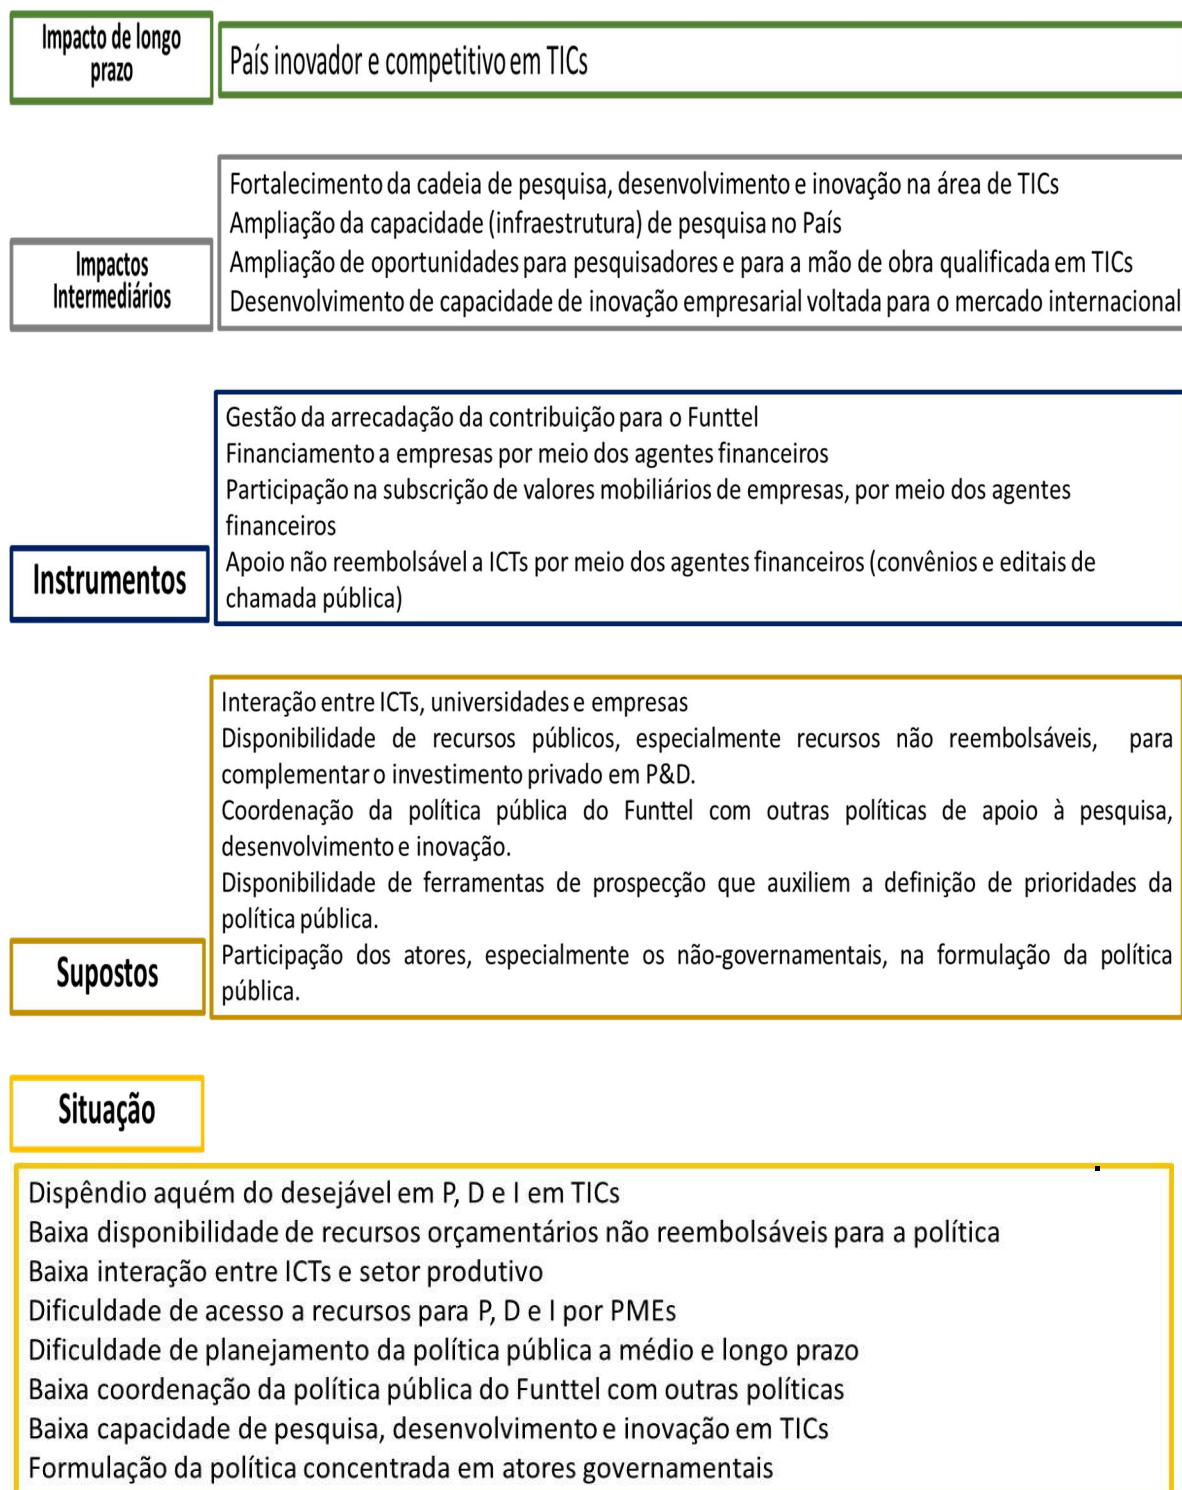 Impacto de longo
prazo
País inovador e competitivo em TICs
Fortalecimento da cadeia de pesquisa, desenvolvimento e inovação na área de TICs
Ampliação da capacidade (infraestrutura) de pesquisa no País
Ampliação de oportunidades para pesquisadores e para a mão de obra qualificada em TICs
Desenvolvimento de capacidade de inovação empresarial voltada para o mercado internacional
Impactos
Intermediários
Gestão da arrecadação da contribuição para o Funttel
Financiamento a empresas por meio dos agentes financeiros
Participação na subscrição de valores mobiliários de empresas, por meio dos agentes
financeiros
Apoio não reembolsável a ICTs por meio dos agentes financeiros (convênios e editais de
chamada pública)
Instrumentos
Interação entre ICTs, universidades e empresas
Disponibilidade de recursos públicos, especialmente recursos não reembolsáveis, para
complementar o investimento privado em P&D.
Coordenação da política pública do Funttel com outras políticas de apoio à pesquisa,
desenvolvimento e inovação.
Disponibilidade de ferramentas de prospecção que auxiliem a definição de prioridades da
política pública.
Participação dos atores, especialmente os não-governamentais, na formulação da política
pública.
Supostos
Situação
Dispêndio aquém do desejável em P, D e I em TICs
Baixa disponibilidade de recursos orçamentários não reembolsáveis para a política
Baixa interação entre ICTs e setor produtivo
Dificuldade de acesso a recursos para P, D e I por PMEs
Dificuldade de planejamento da política pública a médio e longo prazo
Baixa coordenação da política pública do Funttel com outras políticas
Baixa capacidade de pesquisa, desenvolvimento e inovação em TICs
Formulação da política concentrada em atores governamentais